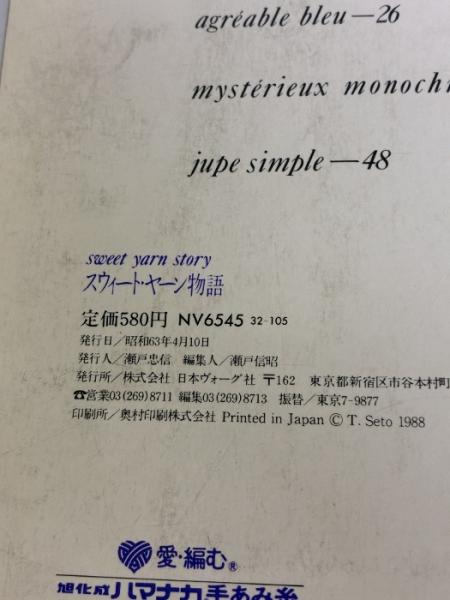 agréable bleu—26
mystérieux monoch
jupe simple—48
sweet yarn story
スウィート・ヤーン物語
定価580円 NV6545 32-105
発行日/昭和63年4月10日
発行人/瀬戸忠信 編集人/瀬戸信昭
発行所/株式会社 日本ヴォーグ社 〒162 東京都新宿区市谷本村町
☎営業03(269)8711 編集03(269)8713 振替/東京7-9877
印刷所/奥村印刷株式会社 Printed in Japan © T. Seto 1988
愛・編む®
旭化成 ハマナカ手あみ糸